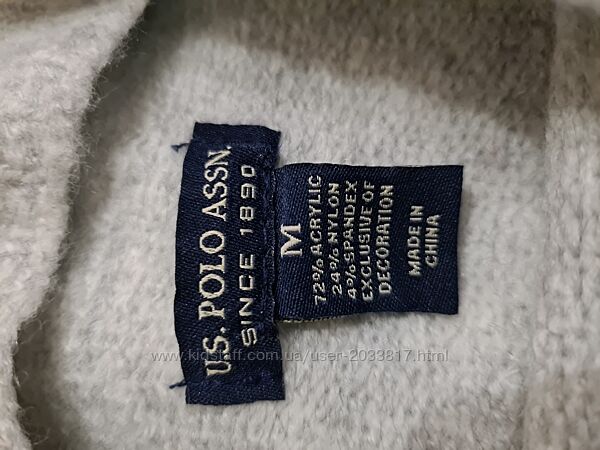 U.S. POLO ASSN.
SINCE 1890
M
72% ACRYLIC
24% NYLON
4% SPANDEX
EXCLUSIVE OF
DECORATION
MADE IN
CHINA
www.kidstaff.com.ua/user-2033817.html